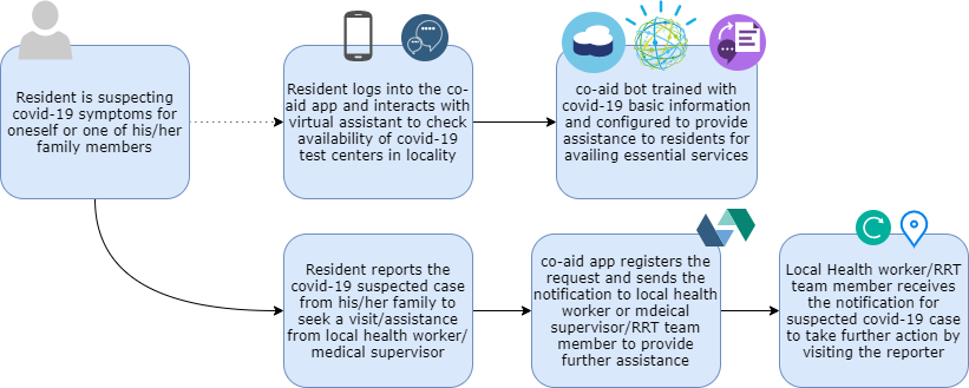 Resident is suspecting
covid-19 symptoms for
oneself or one of his/her
family members
Resident logs into the co-
aid app and interacts with
virtual assistant to check
availability of covid-19
test centers in locality
co-aid bot trained with
covid-19 basic information
and configured to provide
assistance to residents for
availing essential services
Resident reports the
covid-19 suspected case
from his/her family to
seek a visit/assistance
from local health worker/
medical supervisor
co-aid app registers the
request and sends the
notification to local health
worker or mdeical
supervisor/RRT team
member to provide
further assistance
Local Health worker/RRT
team member receives
the notification for
suspected covid-19 case
to take further action by
visiting the reporter